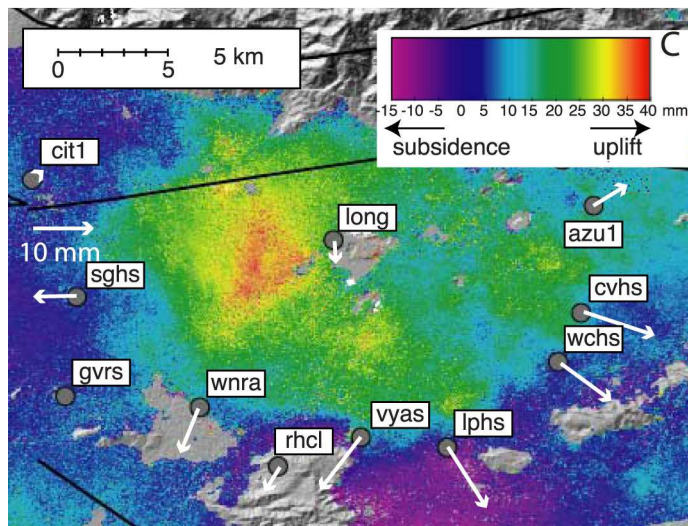 5 km
0 5
C
-15 -10 -5 0 5 10 15 20 25 30 35 40 mm
subsidence uplift
cit1
long
azu1
10 mm
sghs
cvhs
wchs
gvrs
wnra
vyas
lphs
rhcl